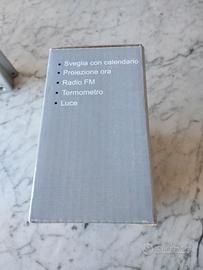 • Sveglia con calendario
• Proiezione ora
• Radio FM
• Termometro
• Luce